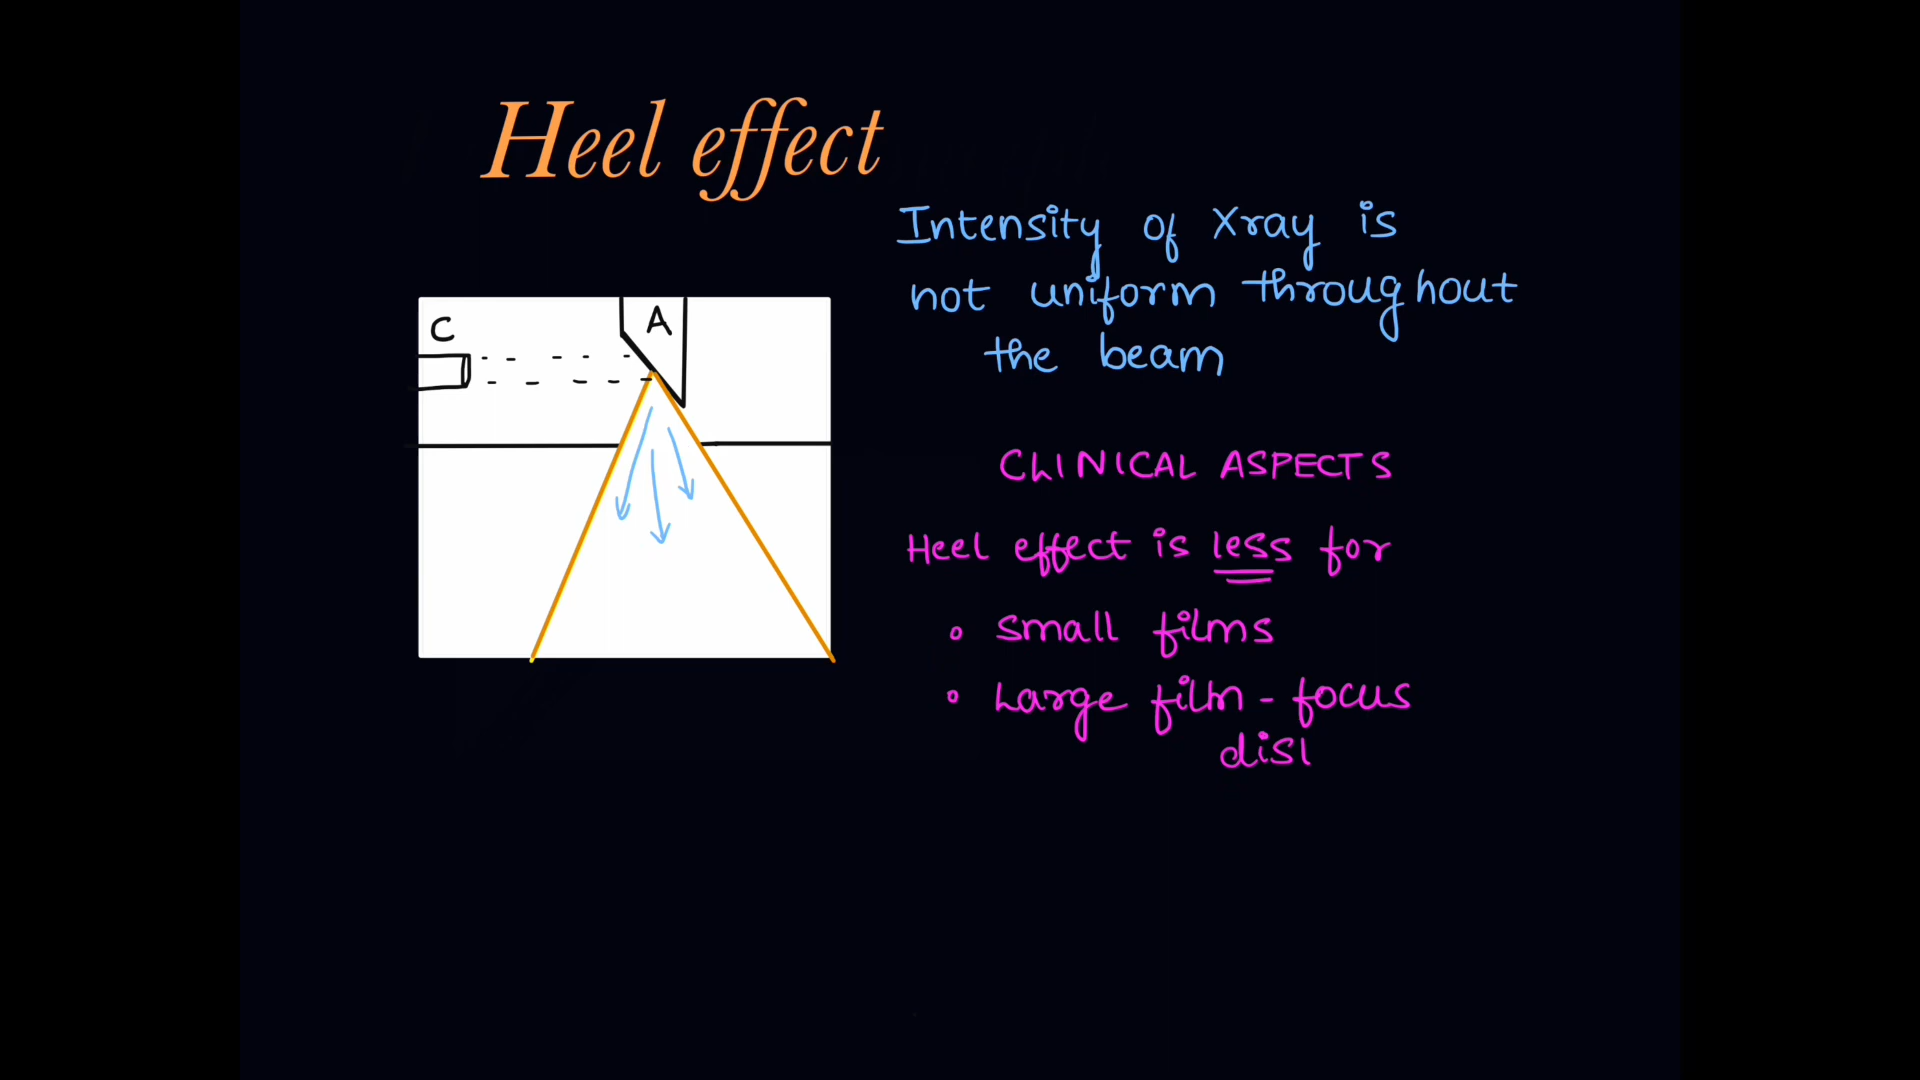 Heel effect
Intensity of Xray is
not uniform throughout
the beam
C
A
CLINICAL ASPECTS
Heel effect is less for
small films
Large film - focus
disl